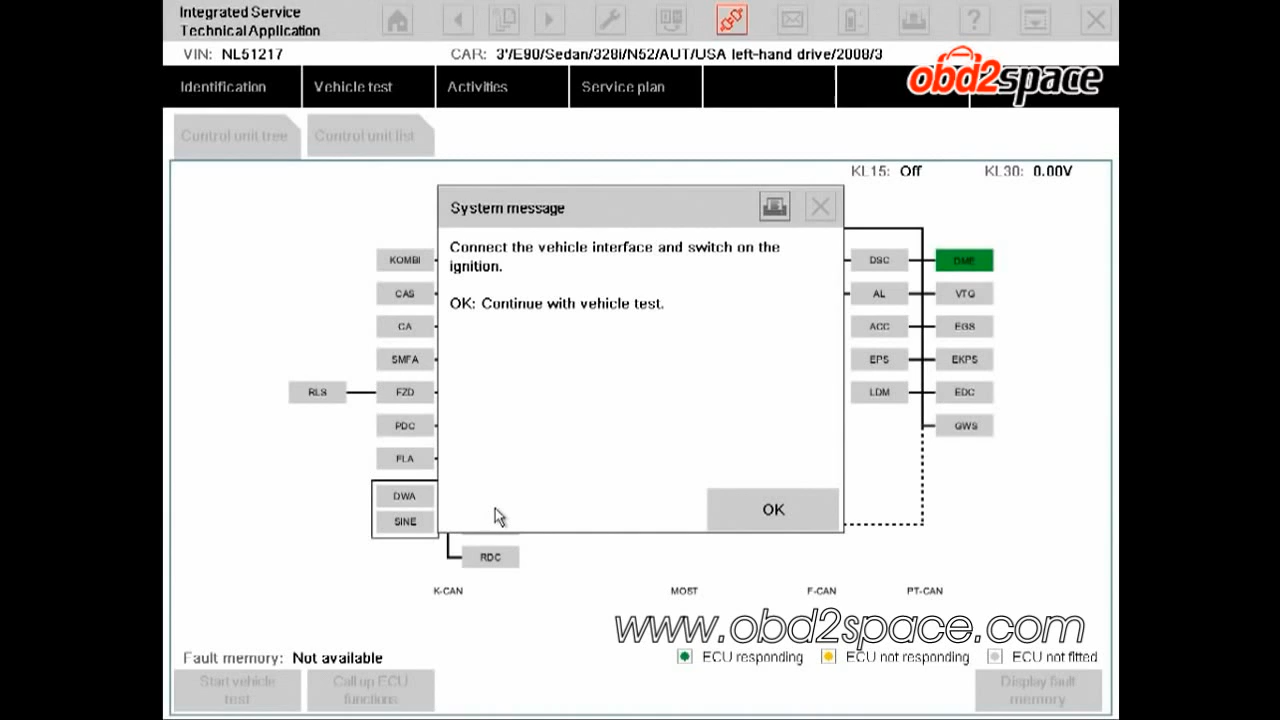 Integrated Service
Technical Application
VIN: NL51217
CAR: 3'/E90/Sedan/328i/N52/AUT/USA left-hand drive/2008/3
obd2space
Identification
Vehicle test
Activities
Service plan
Control unit tree
Control unit list
KL15: Off
KL30: 0.00V
System message
Connect the vehicle interface and switch on the
ignition.
OK: Continue with vehicle test.
OK
KOMBI
CAS
CA
SMFA
RLS
FZD
PDC
FLA
DWA
SINE
RDC
DSC
DME
AL
VTG
ACC
EGS
EPS
EKPS
LDM
EDC
GWS
K-CAN
MOST
F-CAN
PT-CAN
www.obd2space.com
Fault memory: Not available
ECU responding
ECU not responding
ECU not fitted
Start vehicle
test
Call up ECU
functions
Display fault
memory